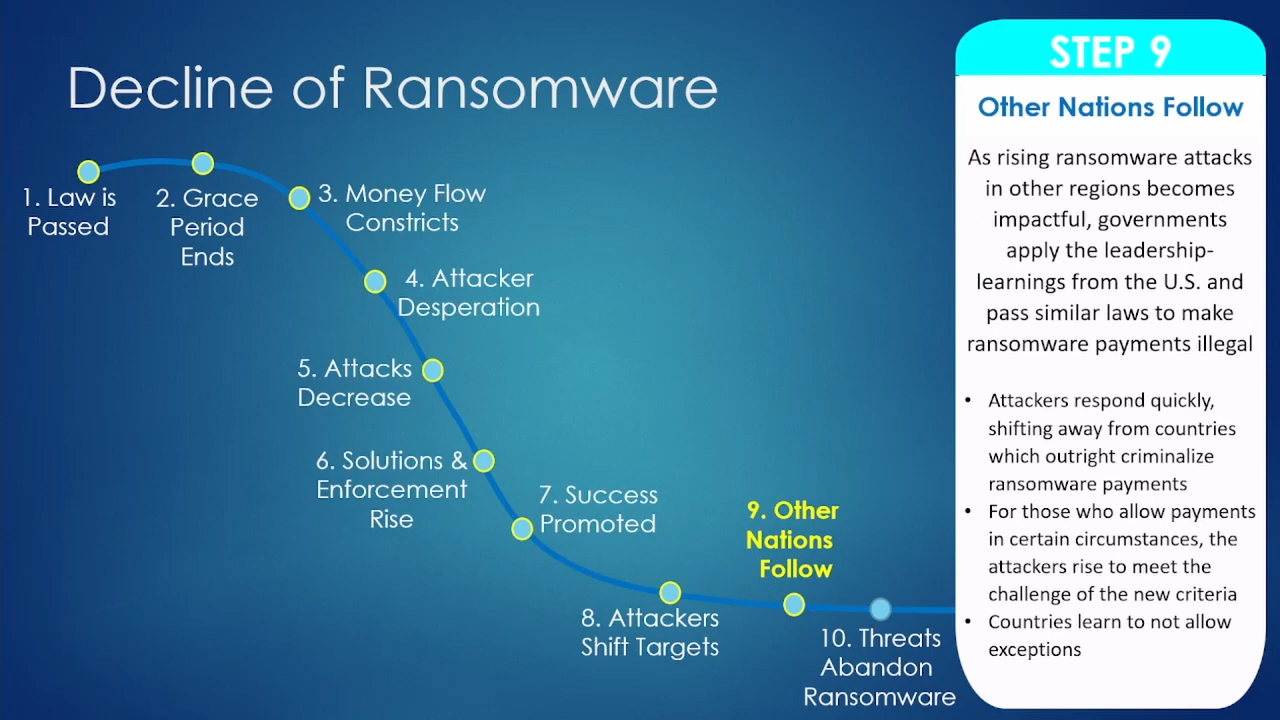 Decline of Ransomware
1. Law is
Passed
2. Grace
Period
Ends
3. Money Flow
Constricts
4. Attacker
Desperation
5. Attacks
Decrease
6. Solutions &
Enforcement
Rise
7. Success
Promoted
8. Attackers
Shift Targets
9. Other
Nations
Follow
10. Threats
Abandon
Ransomware
STEP 9
Other Nations Follow
As rising ransomware attacks
in other regions becomes
impactful, governments
apply the leadership-
learnings from the U.S. and
pass similar laws to make
ransomware payments illegal
• Attackers respond quickly,
shifting away from countries
which outright criminalize
ransomware payments
• For those who allow payments
in certain circumstances, the
attackers rise to meet the
challenge of the new criteria
• Countries learn to not allow
exceptions